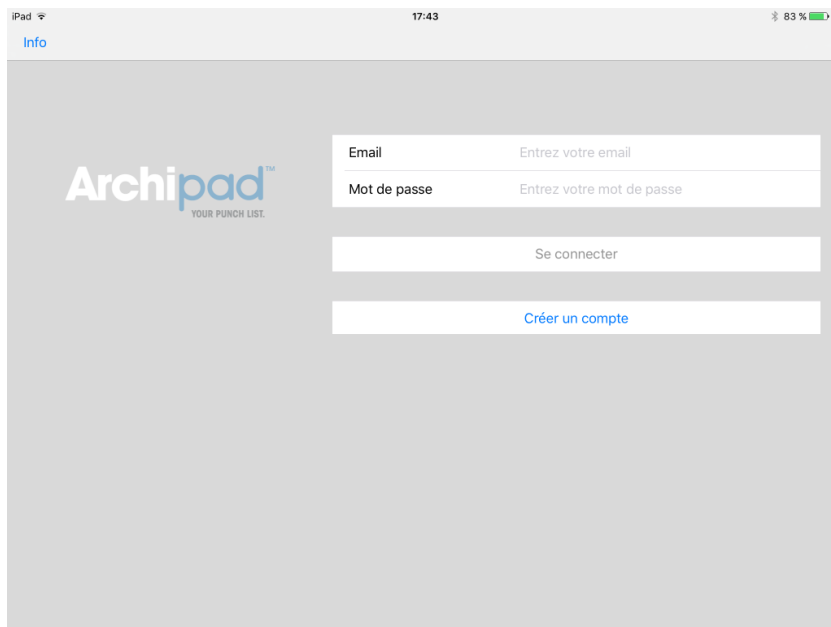 iPad 17:43 83 %
Info
Email Entrez votre email
Archipad™
Mot de passe Entrez votre mot de passe
YOUR PUNCH LIST.
Se connecter
Créer un compte